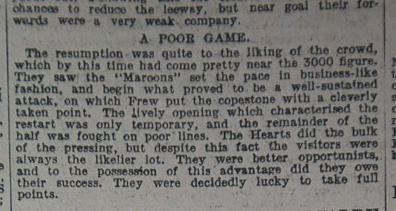 chances to reduce the leeway, but near goal their for-
wards were a very weak company.
A POOR GAME.
The resumption was quite to the liking of the crowd,
which by this time had come pretty near the 3000 figure.
They saw the "Maroons" set the pace in business-like
fashion, and begin what proved to be a well-sustained
attack, on which Frew put the copestone with a cleverly
taken point. The lively opening which characterised the
restart was only temporary, and the remainder of the
half was fought on poor lines. The Hearts did the bulk
of the pressing, but despite this fact the visitors were
always the likelier lot. They were better opportunists,
and to the possession of this advantage did they owe
their success. They were decidedly lucky to take full
points.